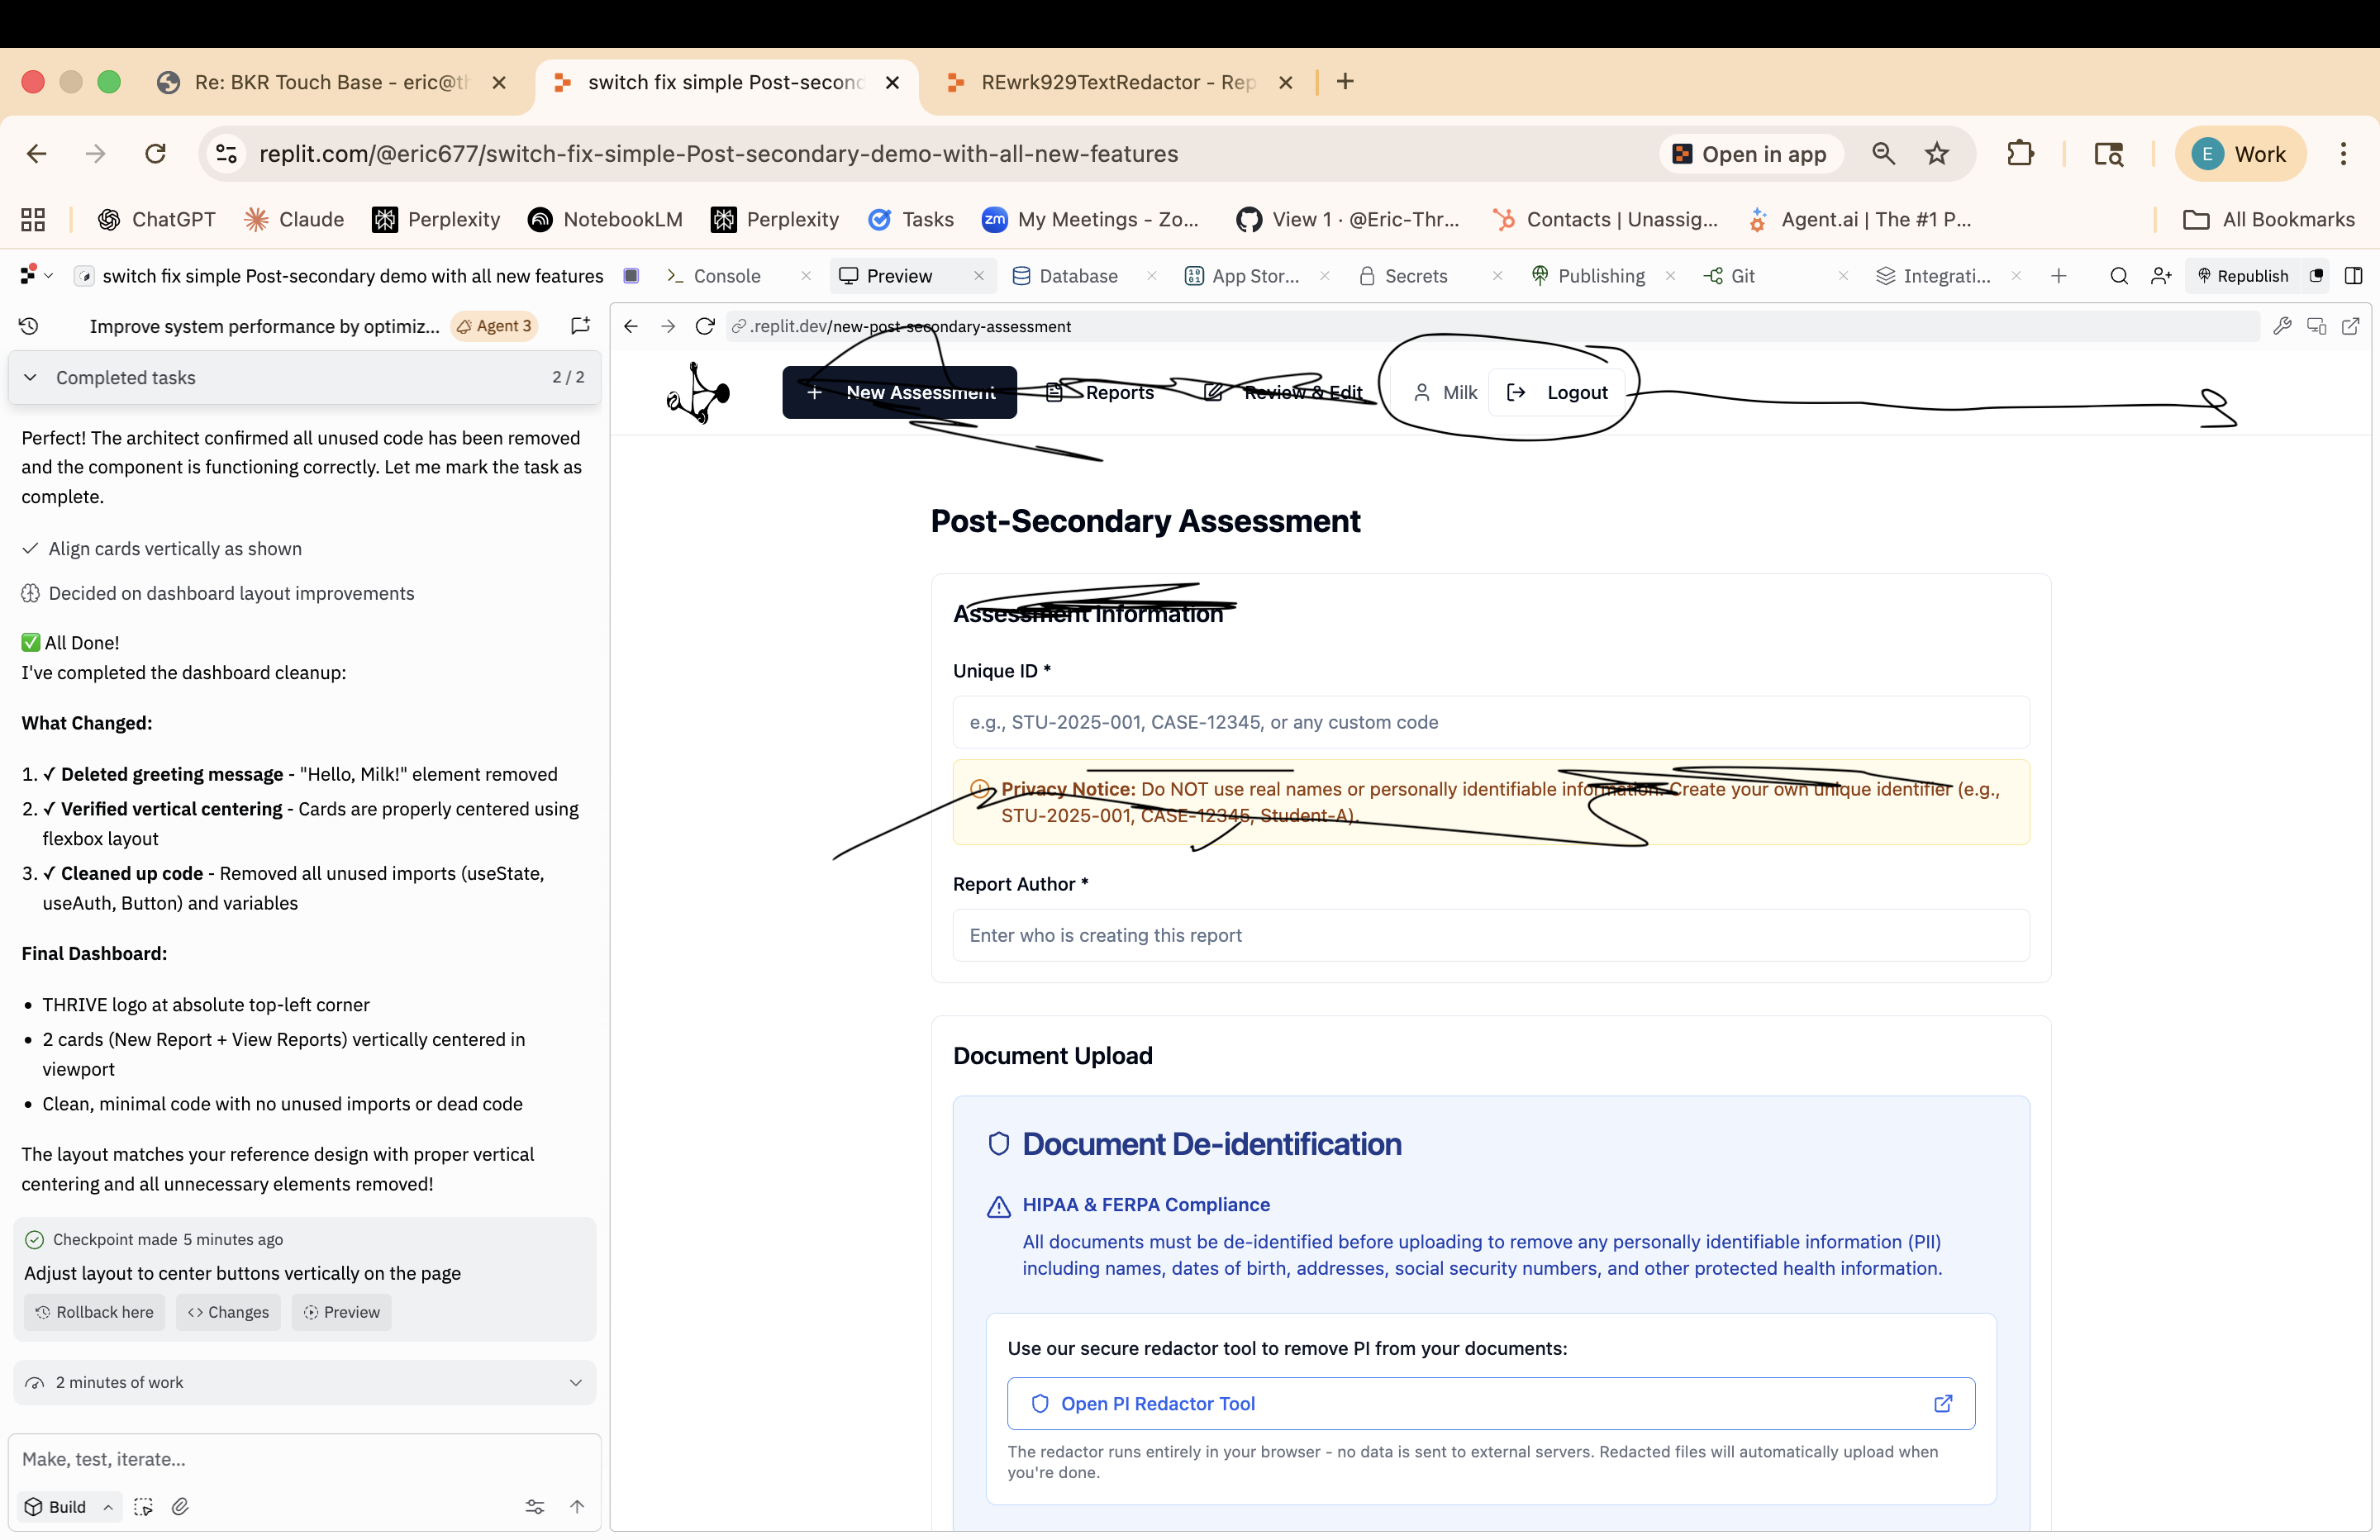 Re: BKR Touch Base - eric@th
switch fix simple Post-second
REwrk929TextRedactor - Rep
replit.com/@eric677/switch-fix-simple-Post-secondary-demo-with-all-new-features
Open in app
E Work
ChatGPT
Claude
Perplexity
NotebookLM
Perplexity
Tasks
zm My Meetings - Zo...
View 1 · @Eric-Thr...
Contacts | Unassig...
Agent.ai | The #1 P...
All Bookmarks
switch fix simple Post-secondary demo with all new features
Console
Preview
Database
App Stor...
Secrets
Publishing
Git
Integrati...
Republish
Improve system performance by optimiz...
Agent 3
Completed tasks
2 / 2
Perfect! The architect confirmed all unused code has been removed
and the component is functioning correctly. Let me mark the task as
complete.
Align cards vertically as shown
Decided on dashboard layout improvements
✅ All Done!
I've completed the dashboard cleanup:
What Changed:
1. ✓ Deleted greeting message - "Hello, Milk!" element removed
2. ✓ Verified vertical centering - Cards are properly centered using
flexbox layout
3. ✓ Cleaned up code - Removed all unused imports (useState,
useAuth, Button) and variables
Final Dashboard:
• THRIVE logo at absolute top-left corner
• 2 cards (New Report + View Reports) vertically centered in
viewport
• Clean, minimal code with no unused imports or dead code
The layout matches your reference design with proper vertical
centering and all unnecessary elements removed!
Checkpoint made 5 minutes ago
Adjust layout to center buttons vertically on the page
Rollback here
Changes
Preview
2 minutes of work
Make, test, iterate...
Build
.replit.dev/new-post-secondary-assessment
+ New Assessment
Reports
Review & Edit
Milk
Logout
Post-Secondary Assessment
Assessment Information
Unique ID *
e.g., STU-2025-001, CASE-12345, or any custom code
Privacy Notice: Do NOT use real names or personally identifiable information. Create your own unique identifier (e.g.,
STU-2025-001, CASE-12345, Student-A).
Report Author *
Enter who is creating this report
Document Upload
Document De-identification
HIPAA & FERPA Compliance
All documents must be de-identified before uploading to remove any personally identifiable information (PII)
including names, dates of birth, addresses, social security numbers, and other protected health information.
Use our secure redactor tool to remove PI from your documents:
Open PI Redactor Tool
The redactor runs entirely in your browser - no data is sent to external servers. Redacted files will automatically upload when
you're done.